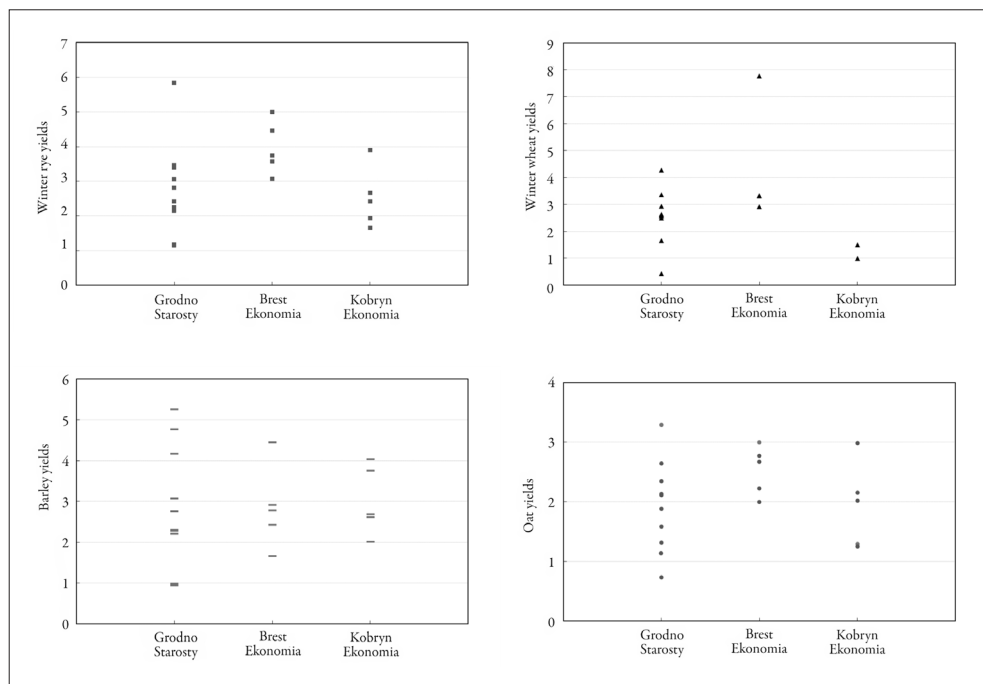 Winter rye yields
7
6
5
4
3
2
1
0
Grodno
Starosty
Brest
Ekonomia
Kobryn
Ekonomia
Winter wheat yields
9
8
7
6
5
4
3
2
1
0
Grodno
Starosty
Brest
Ekonomia
Kobryn
Ekonomia
Barley yields
6
5
4
3
2
1
0
Grodno
Starosty
Brest
Ekonomia
Kobryn
Ekonomia
Oat yields
4
3
2
1
0
Grodno
Starosty
Brest
Ekonomia
Kobryn
Ekonomia